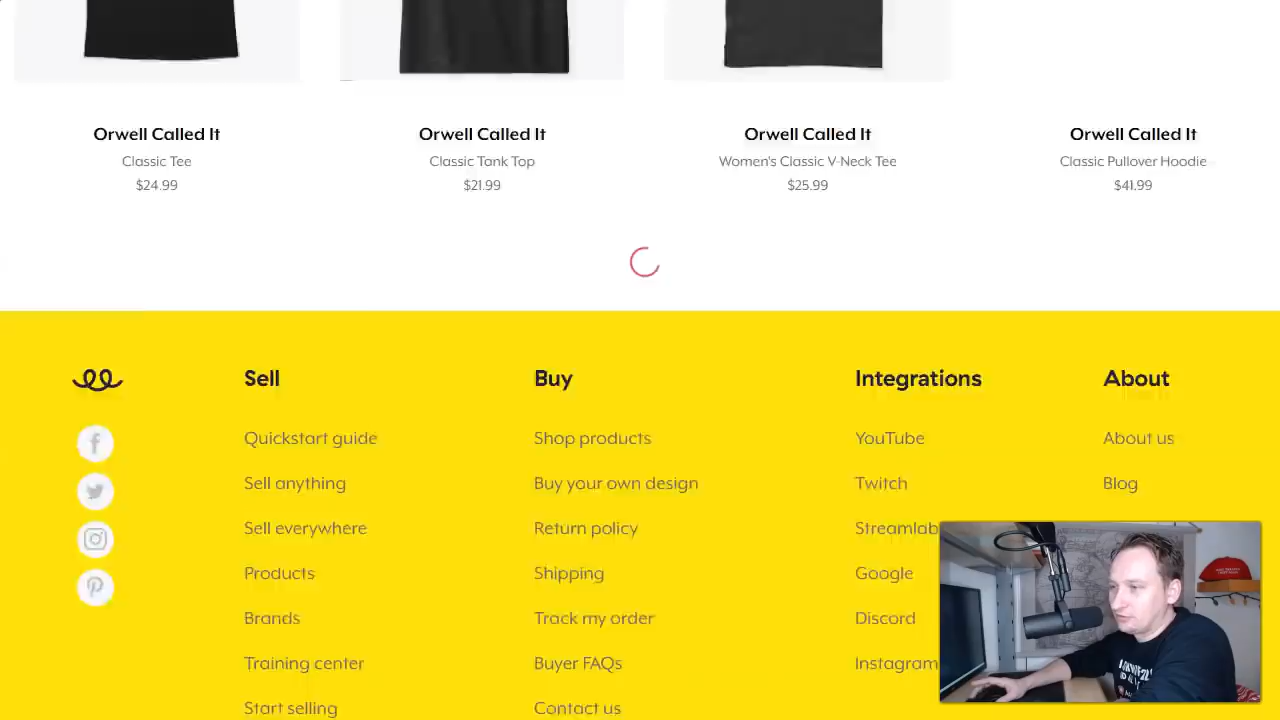 Orwell Called It
Classic Tee
$24.99
Orwell Called It
Classic Tank Top
$21.99
Orwell Called It
Women's Classic V-Neck Tee
$25.99
Orwell Called It
Classic Pullover Hoodie
$41.99
Sell
Quickstart guide
Sell anything
Sell everywhere
Products
Brands
Training center
Start selling
Buy
Shop products
Buy your own design
Return policy
Shipping
Track my order
Buyer FAQs
Contact us
Integrations
YouTube
Twitch
Streamlab
Google
Discord
Instagram
About
About us
Blog